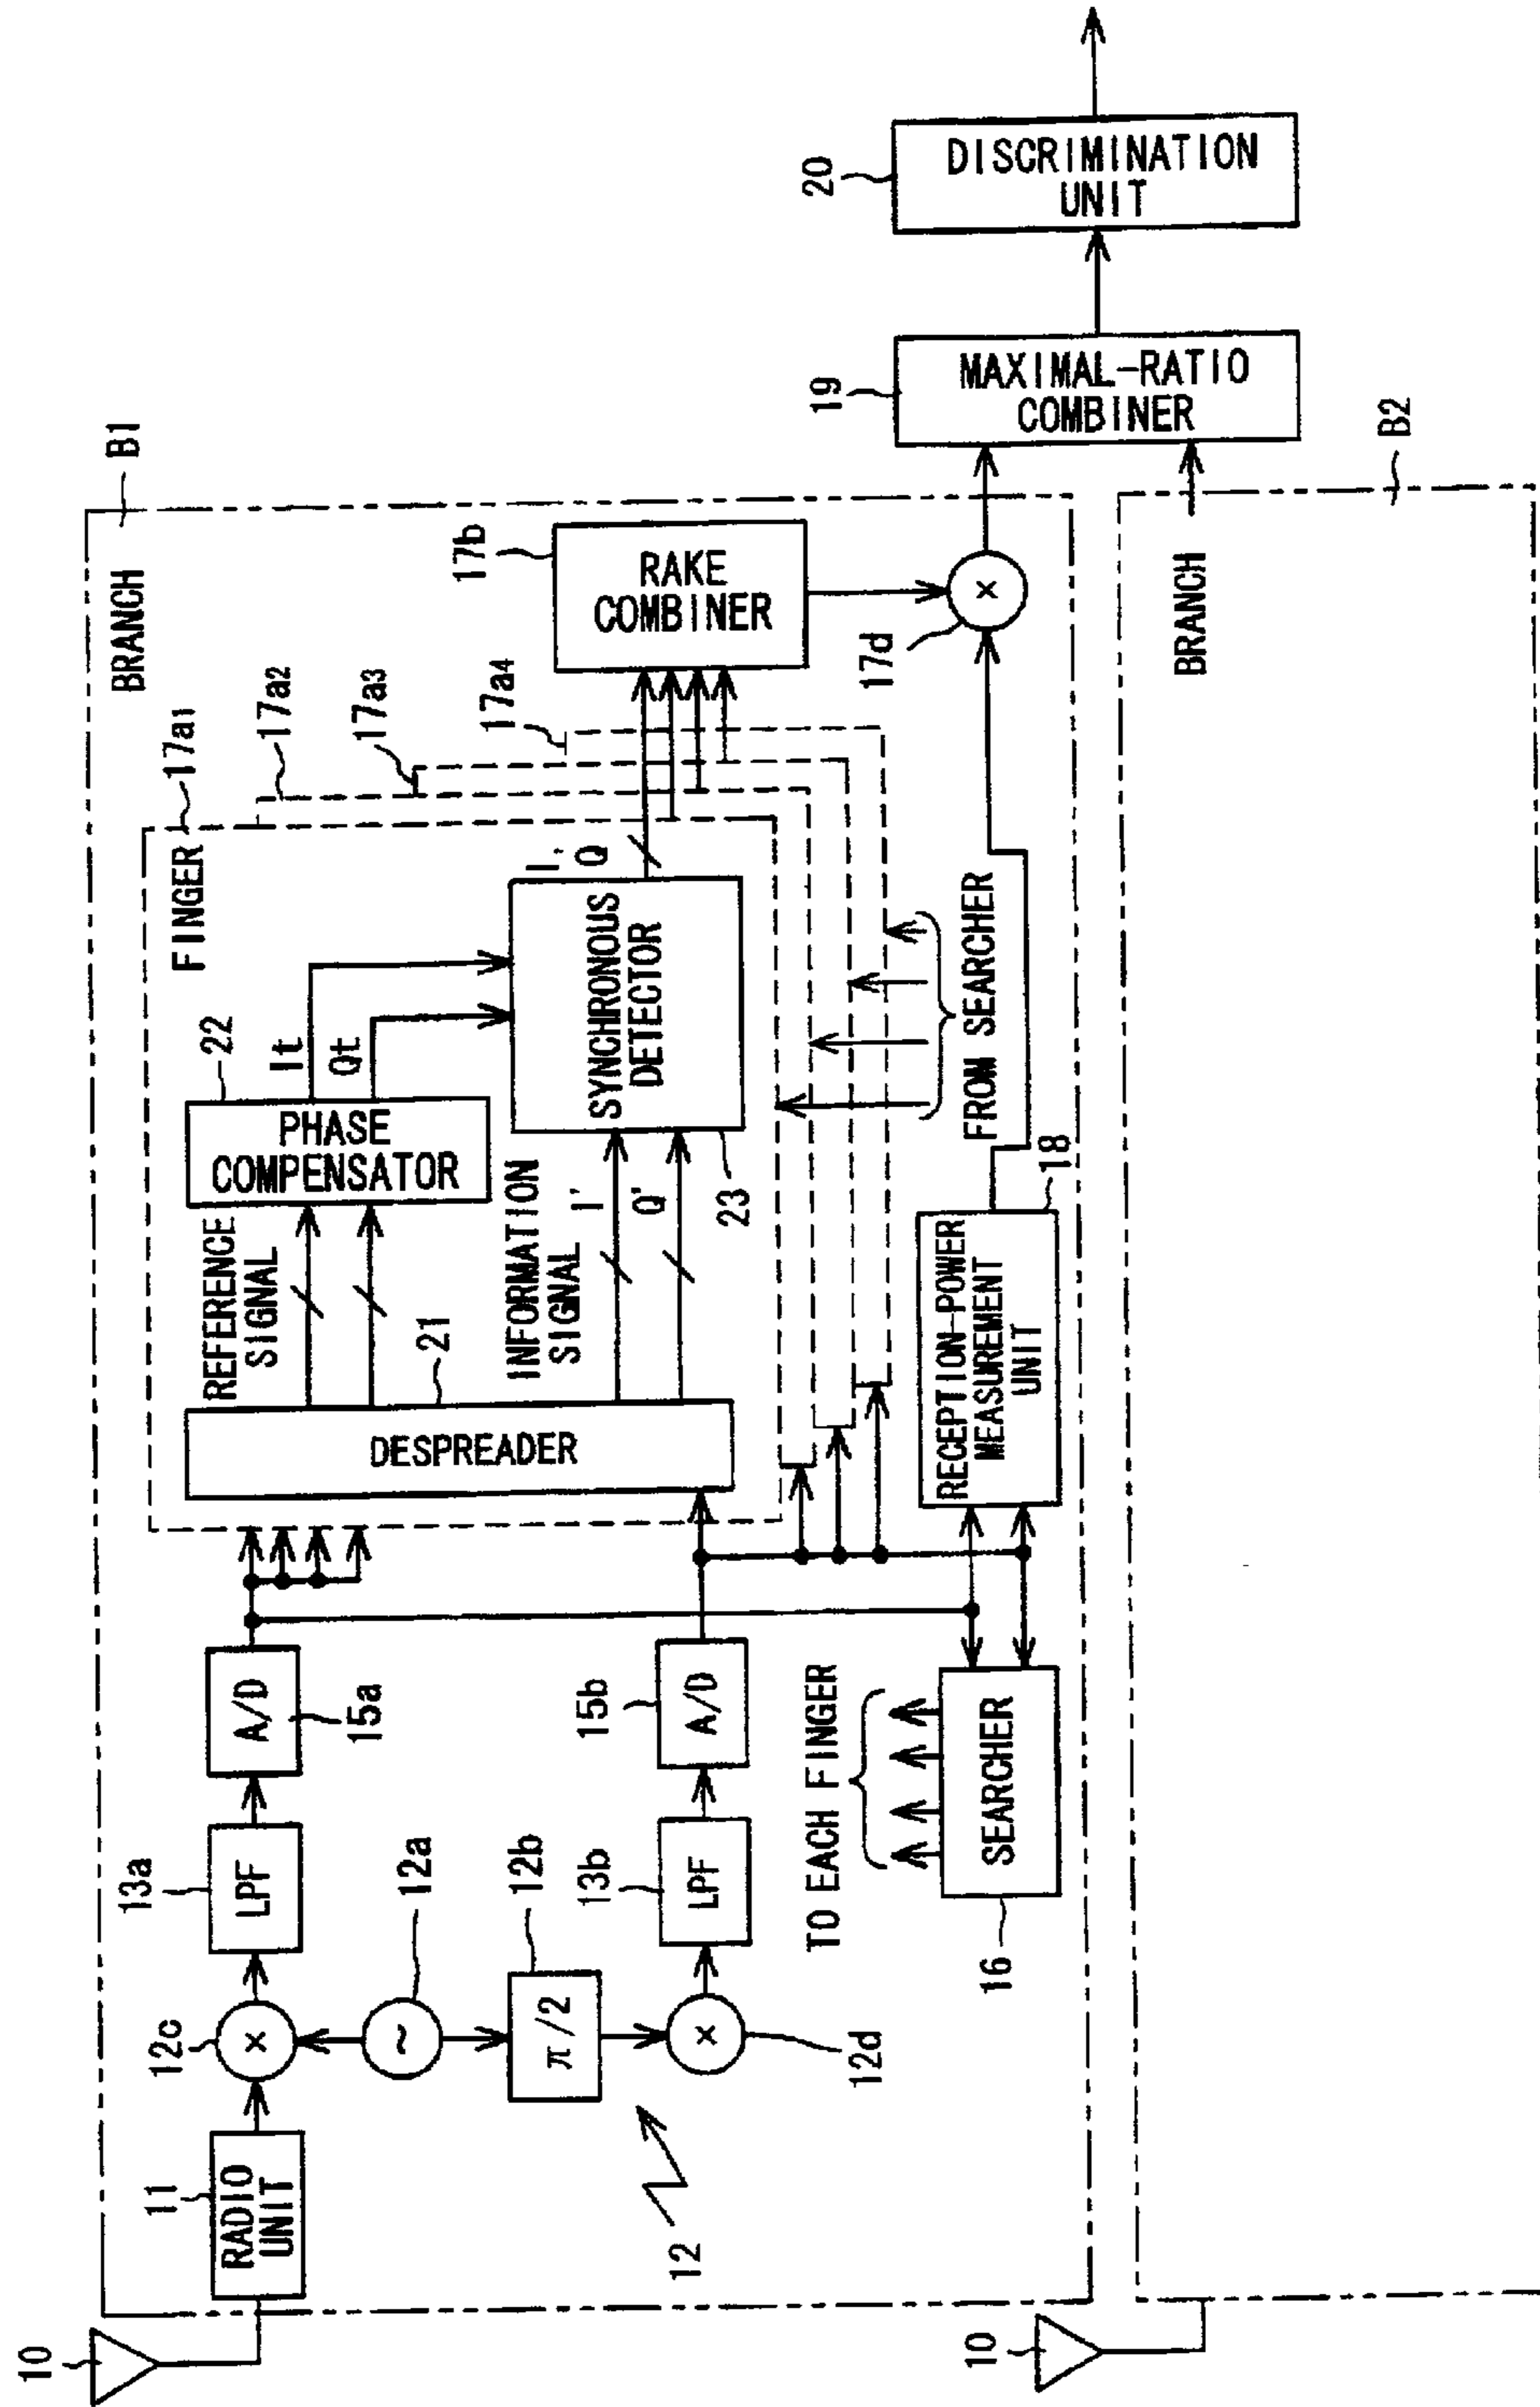 10
11
RADIO
UNIT
12c
×
12a
~
12b
π/2
12d
×
12
13a
LPF
13b
LPF
15a
A/D
15b
A/D
TO EACH FINGER
SEARCHER
16
B1
BRANCH
FINGER
17a1
17a2
17a3
17a4
DESPREADER
21
REFERENCE
SIGNAL
INFORMATION
SIGNAL
I'
Q'
22
PHASE
COMPENSATOR
It
Qt
SYNCHRONOUS
DETECTOR
23
I,
Q
FROM SEARCHER
RECEPTION-POWER
MEASUREMENT
UNIT
18
17b
RAKE
COMBINER
17d
×
19
MAXIMAL-RATIO
COMBINER
20
DISCRIMINATION
UNIT
10
BRANCH
B2